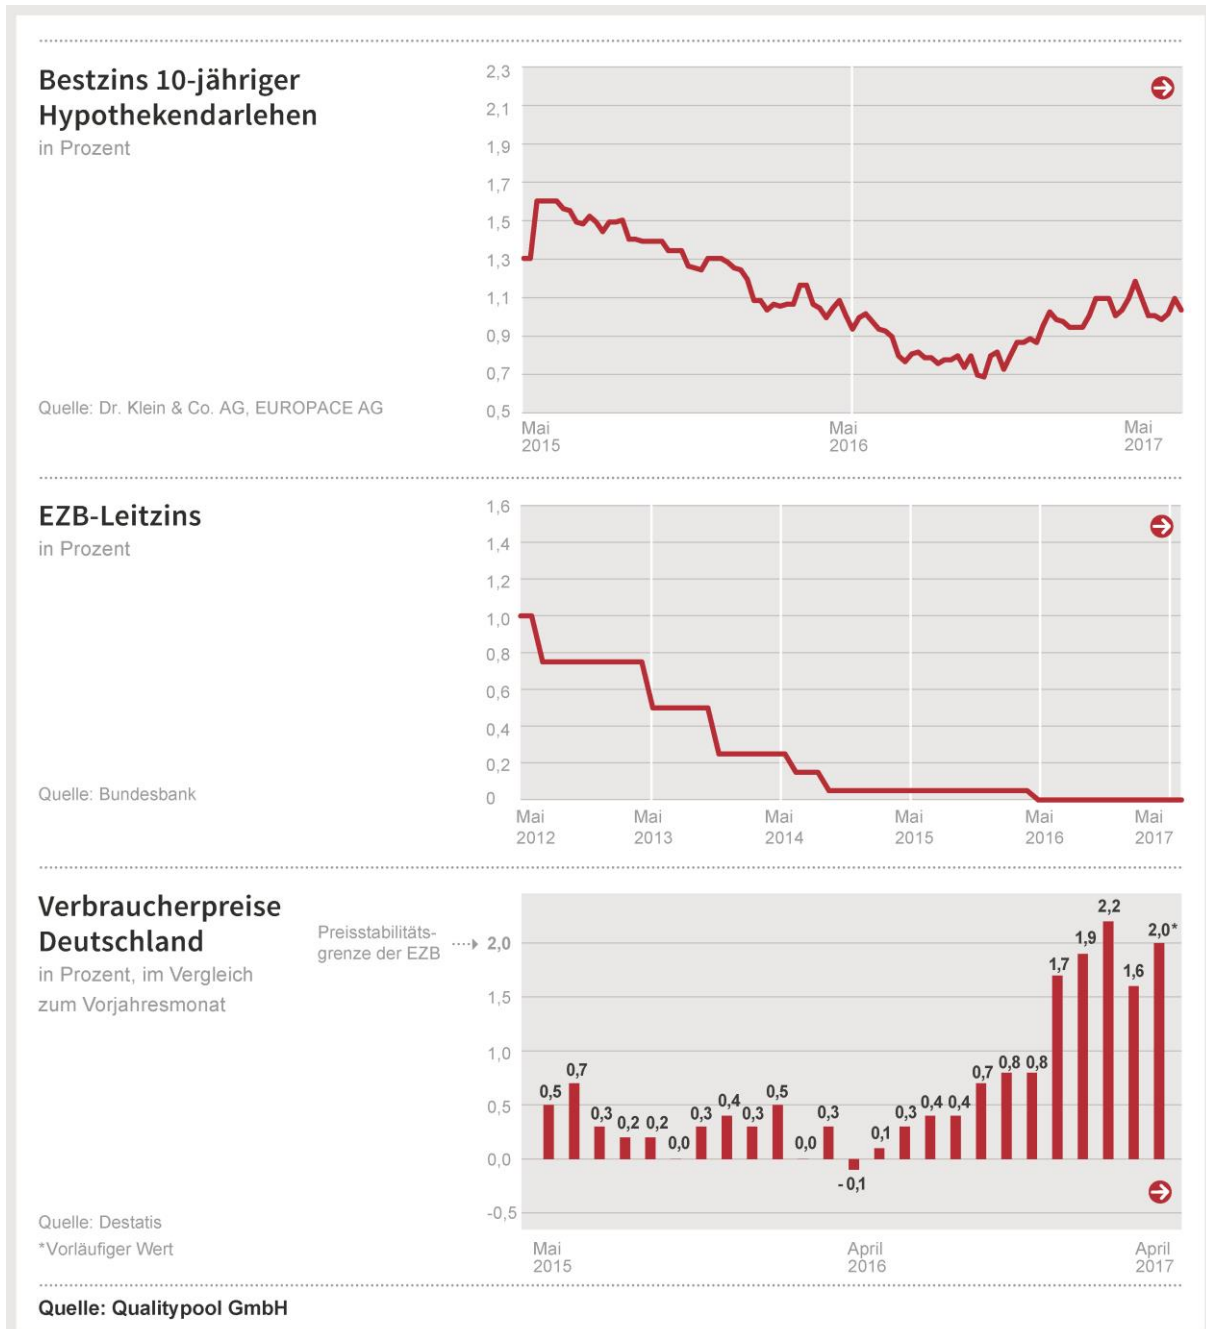 Bestzins 10-jähriger
Hypothekendarlehen
in Prozent
Quelle: Dr. Klein & Co. AG, EUROPACE AG
2,3
2,1
1,9
1,7
1,5
1,3
1,1
0,9
0,7
0,5
Mai Mai Mai
2015 2016 2017
EZB-Leitzins
in Prozent
Quelle: Bundesbank
1,6
1,4
1,2
1,0
0,8
0,6
0,4
0,2
0
Mai Mai Mai Mai Mai Mai
2012 2013 2014 2015 2016 2017
Verbraucherpreise
Deutschland
in Prozent, im Vergleich
zum Vorjahresmonat
Preisstabilitäts-
grenze der EZB
Quelle: Destatis
*Vorläufiger Wert
2,0
1,5
1,0
0,5
0,0
-0,5
0,5 0,7 0,3 0,2 0,2 0,0 0,3 0,4 0,3 0,5 0,0 0,3 - 0,1 0,1 0,3 0,4 0,4 0,7 0,8 0,8 1,7 1,9 2,2 1,6 2,0*
Mai April April
2015 2016 2017
Quelle: Qualitypool GmbH